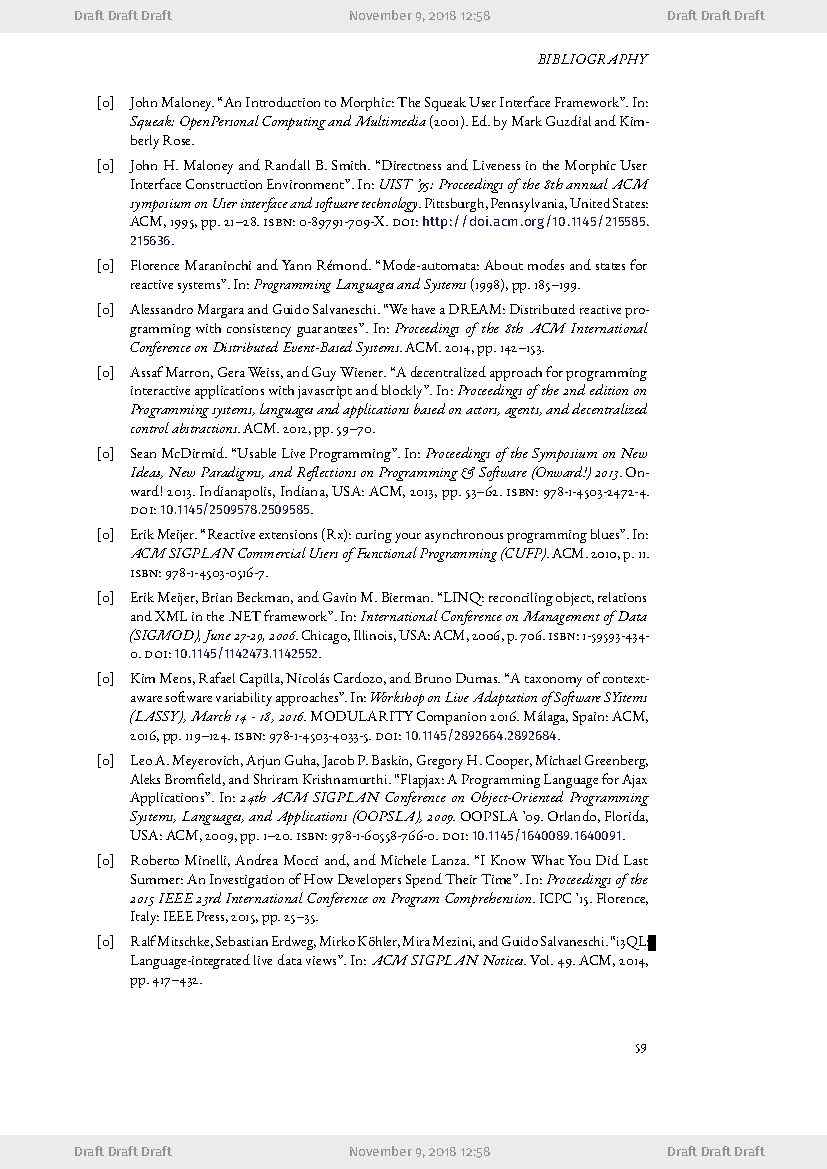 Draft Draft Draft November 9, 2018 12:58 Draft Draft Draft
BIBLIOGRAPHY
[0] John Maloney. “An Introduction to Morphic: The Squeak User Interface Framework”. In:
Squeak: OpenPersonal Computing and Multimedia (2001). Ed. by Mark Guzdial and Kim-
berly Rose.
[0] John H. Maloney and Randall B. Smith. “Directness and Liveness in the Morphic User
Interface Construction Environment”. In: UIST ’95: Proceedings of the 8th annual ACM
symposium on User interface and software technology. Pittsburgh, Pennsylvania, United States:
ACM, 1995, pp. 21–28. ISBN: 0-89791-709-X. DOI: http://doi.acm.org/10.1145/215585.
215636.
[0] Florence Maraninchi and Yann Rémond. “Mode-automata: About modes and states for
reactive systems”. In: Programming Languages and Systems (1998), pp. 185–199.
[0] Alessandro Margara and Guido Salvaneschi. “We have a DREAM: Distributed reactive pro-
gramming with consistency guarantees”. In: Proceedings of the 8th ACM International
Conference on Distributed Event-Based Systems. ACM. 2014, pp. 142–153.
[0] Assaf Marron, Gera Weiss, and Guy Wiener. “A decentralized approach for programming
interactive applications with javascript and blockly”. In: Proceedings of the 2nd edition on
Programming systems, languages and applications based on actors, agents, and decentralized
control abstractions. ACM. 2012, pp. 59–70.
[0] Sean McDirmid. “Usable Live Programming”. In: Proceedings of the Symposium on New
Ideas, New Paradigms, and Reflections on Programming & Software (Onward!) 2013. On-
ward! 2013. Indianapolis, Indiana, USA: ACM, 2013, pp. 53–62. ISBN: 978-1-4503-2472-4.
DOI: 10.1145/2509578.2509585.
[0] Erik Meijer. “Reactive extensions (Rx): curing your asynchronous programming blues”. In:
ACM SIGPLAN Commercial Users of Functional Programming (CUFP). ACM. 2010, p. 11.
ISBN: 978-1-4503-0516-7.
[0] Erik Meijer, Brian Beckman, and Gavin M. Bierman. “LINQ: reconciling object, relations
and XML in the .NET framework”. In: International Conference on Management of Data
(SIGMOD), June 27-29, 2006. Chicago, Illinois, USA: ACM, 2006, p. 706. ISBN: 1-59593-434-
0. DOI: 10.1145/1142473.1142552.
[0] Kim Mens, Rafael Capilla, Nicolás Cardozo, and Bruno Dumas. “A taxonomy of context-
aware software variability approaches”. In: Workshop on Live Adaptation of Software SYstems
(LASSY), March 14 - 18, 2016. MODULARITY Companion 2016. Málaga, Spain: ACM,
2016, pp. 119–124. ISBN: 978-1-4503-4033-5. DOI: 10.1145/2892664.2892684.
[0] Leo A. Meyerovich, Arjun Guha, Jacob P. Baskin, Gregory H. Cooper, Michael Greenberg,
Aleks Bromfield, and Shriram Krishnamurthi. “Flapjax: A Programming Language for Ajax
Applications”. In: 24th ACM SIGPLAN Conference on Object-Oriented Programming
Systems, Languages, and Applications (OOPSLA), 2009. OOPSLA ’09. Orlando, Florida,
USA: ACM, 2009, pp. 1–20. ISBN: 978-1-60558-766-0. DOI: 10.1145/1640089.1640091.
[0] Roberto Minelli, Andrea Mocci and, and Michele Lanza. “I Know What You Did Last
Summer: An Investigation of How Developers Spend Their Time”. In: Proceedings of the
2015 IEEE 23rd International Conference on Program Comprehension. ICPC ’15. Florence,
Italy: IEEE Press, 2015, pp. 25–35.
[0] Ralf Mitschke, Sebastian Erdweg, Mirko Köhler, Mira Mezini, and Guido Salvaneschi. “i3QL:
Language-integrated live data views”. In: ACM SIGPLAN Notices. Vol. 49. ACM, 2014,
pp. 417–432.
59
Draft Draft Draft November 9, 2018 12:58 Draft Draft Draft